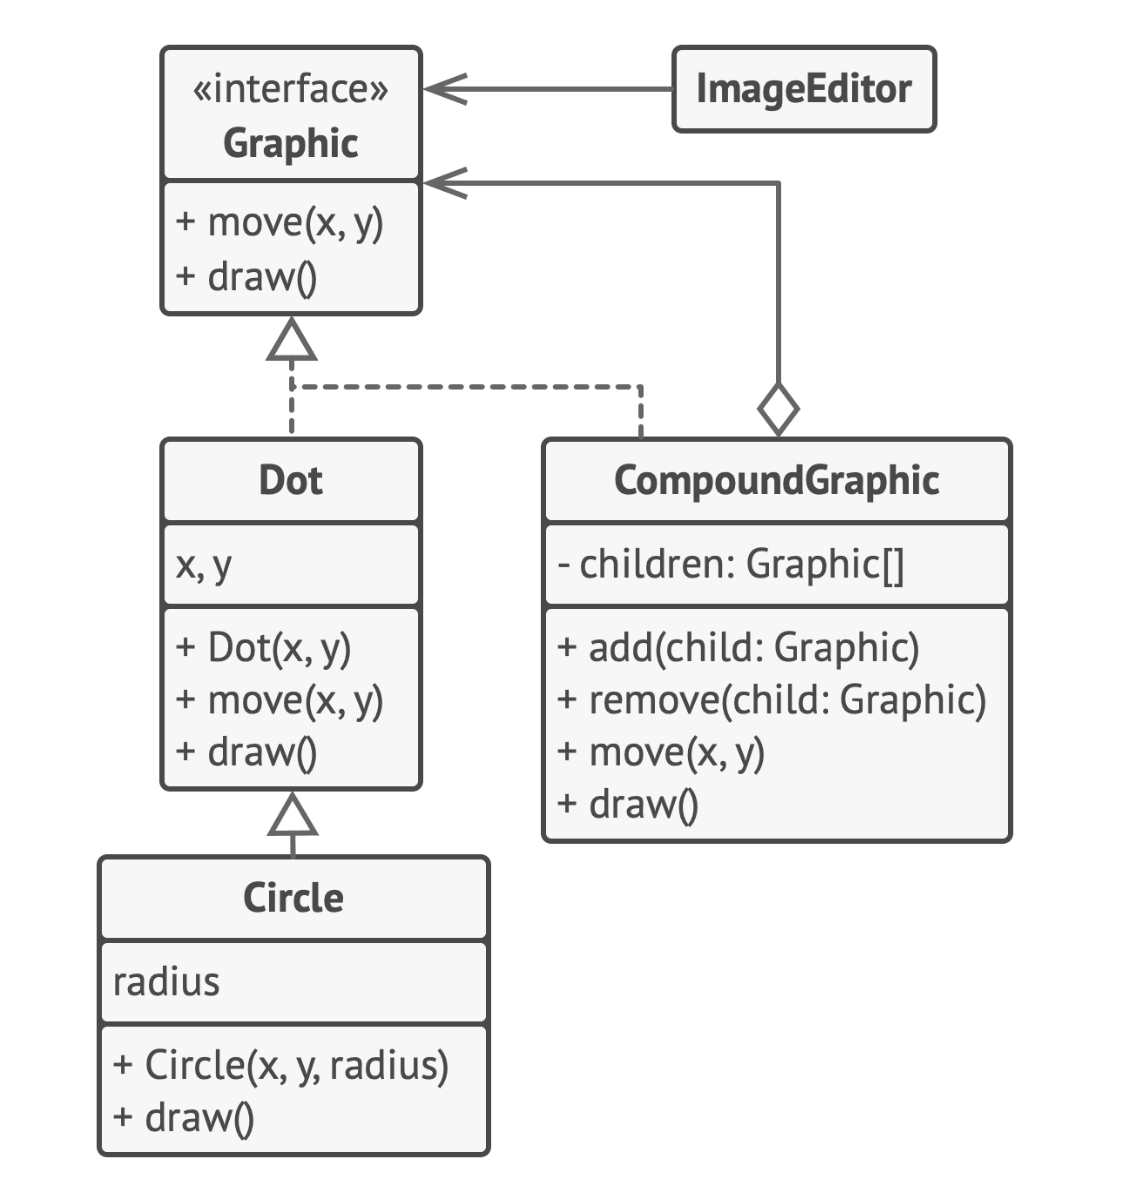 «interface»
Graphic
+ move(x, y)
+ draw()
ImageEditor
Dot
x, y
+ Dot(x, y)
+ move(x, y)
+ draw()
CompoundGraphic
- children: Graphic[]
+ add(child: Graphic)
+ remove(child: Graphic)
+ move(x, y)
+ draw()
Circle
radius
+ Circle(x, y, radius)
+ draw()